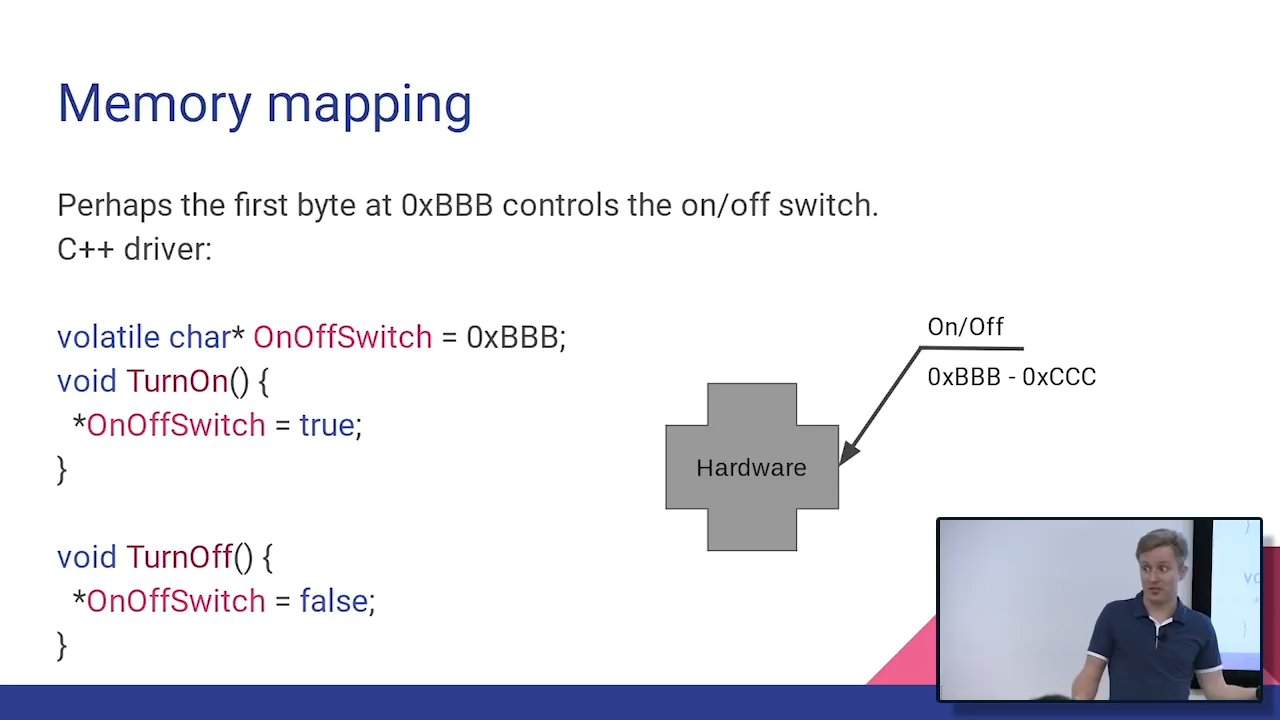 Memory mapping
Perhaps the first byte at 0xBBB controls the on/off switch.
C++ driver:
volatile char* OnOffSwitch = 0xBBB;
void TurnOn() {
*OnOffSwitch = true;
}
void TurnOff() {
*OnOffSwitch = false;
}
On/Off
0xBBB - 0xCCC
Hardware